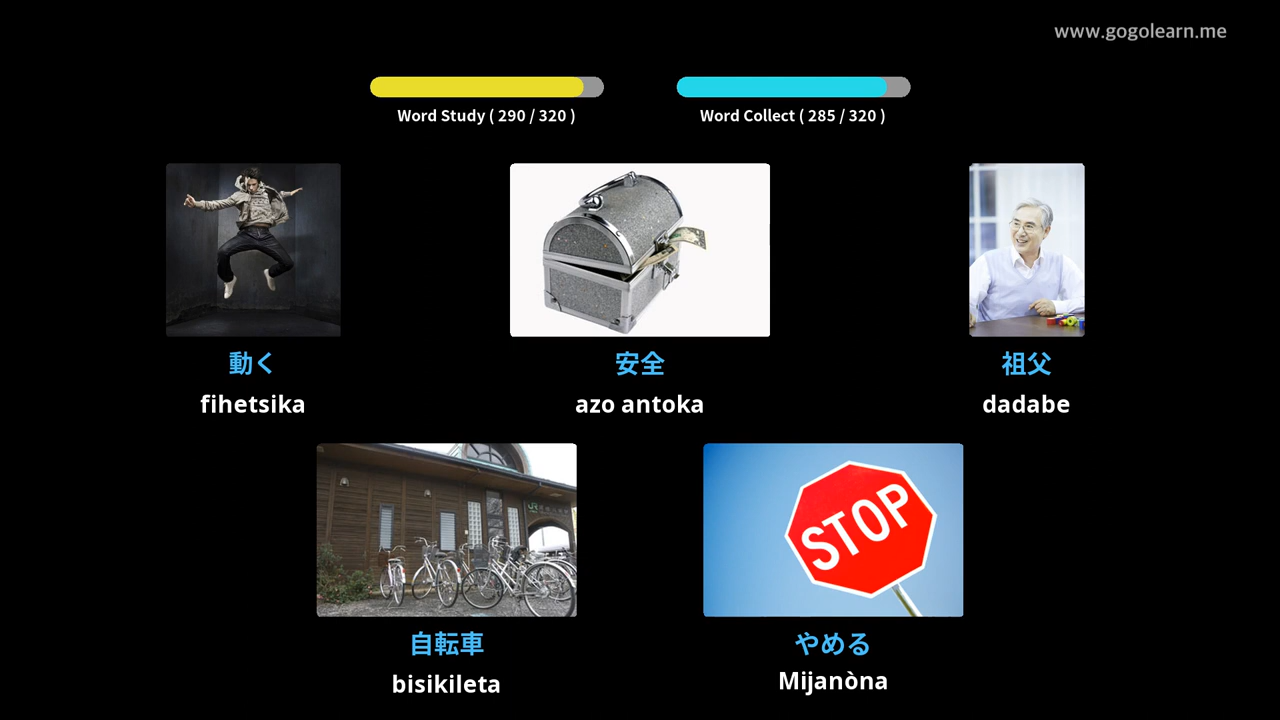 www.gogolearn.me
Word Study ( 290 / 320 )
Word Collect ( 285 / 320 )
動く
fihetsika
安全
azo antoka
祖父
dadabe
STOP
自転車
bisikileta
やめる
Mijanòna